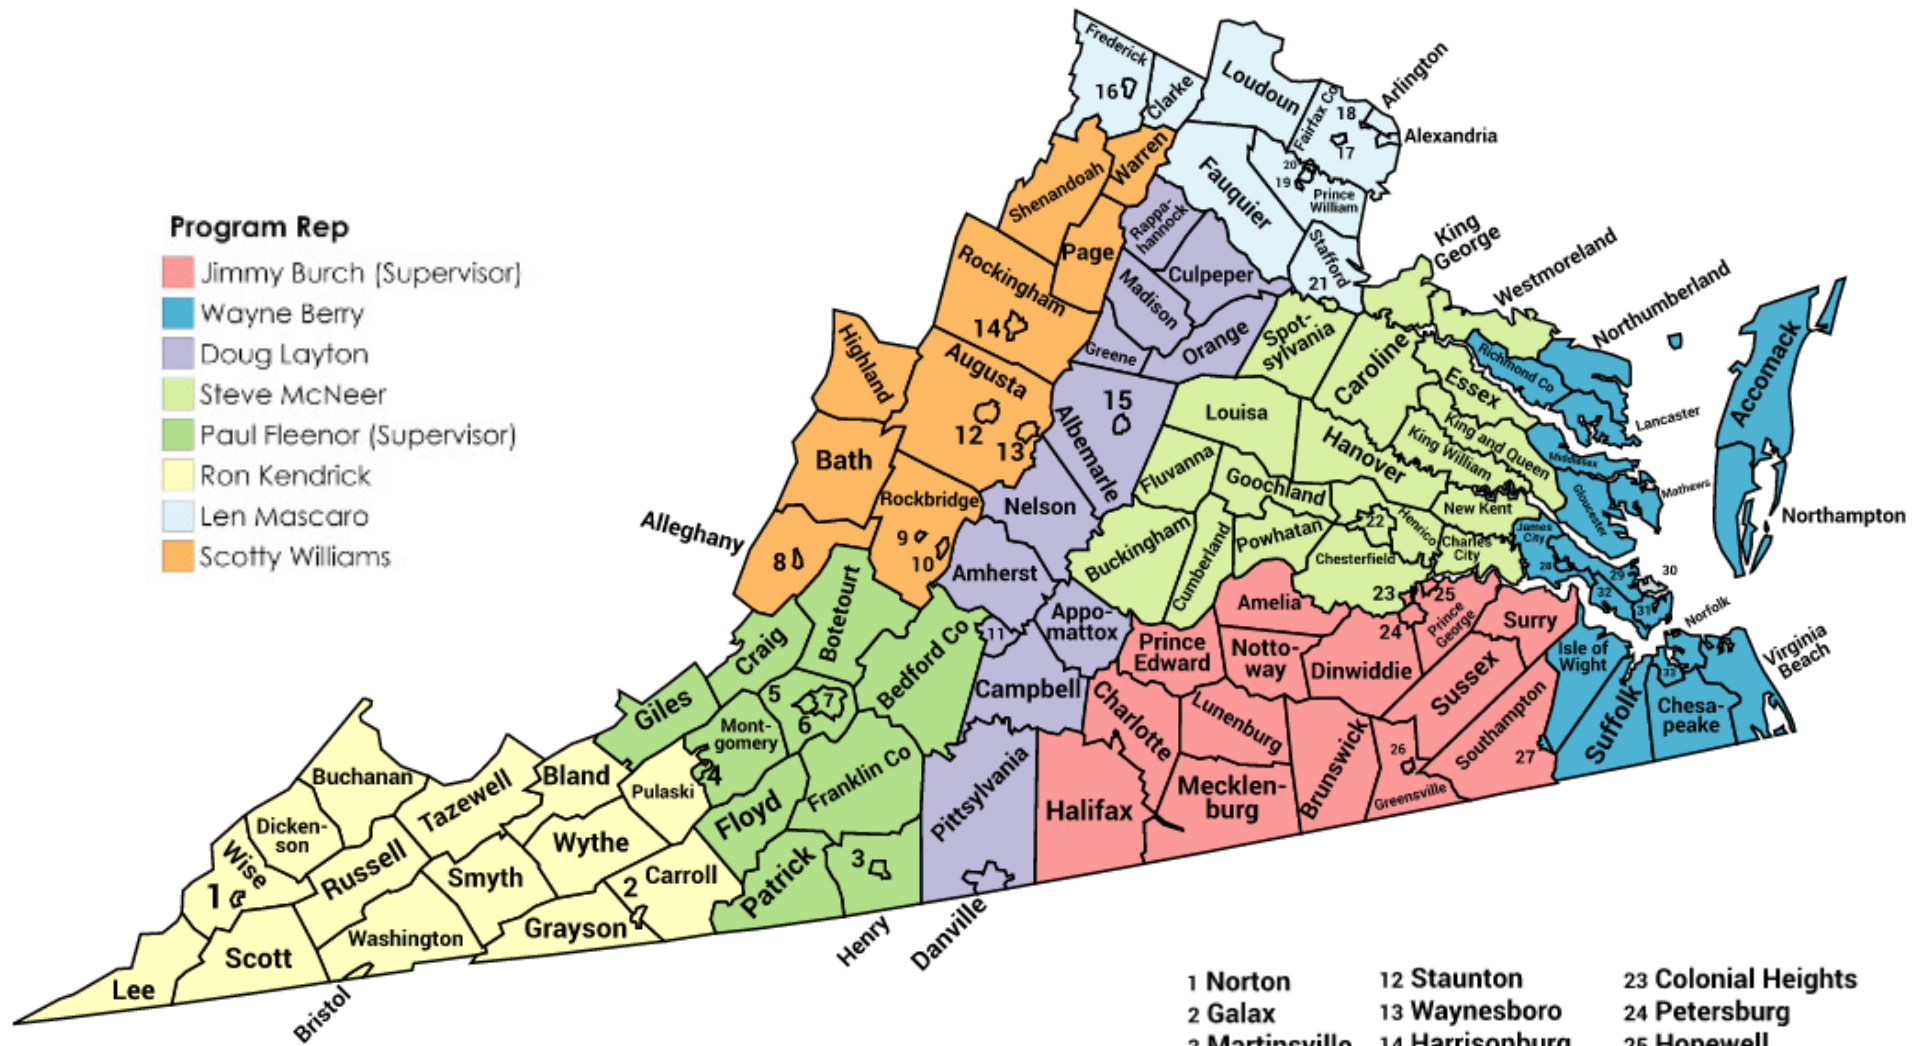 Program Rep
Jimmy Burch (Supervisor)
Wayne Berry
Doug Layton
Steve McNeer
Paul Fleenor (Supervisor)
Ron Kendrick
Len Mascaro
Scotty Williams
Frederick
16
Clarke
Loudoun
Fairfax Co
18
17
Arlington
Alexandria
20
19
Prince
William
Fauquier
Stafford
21
Warren
Shenandoah
Page
Rockingham
14
Rappa-
hannock
Culpeper
Madison
Greene
Orange
King
George
Westmoreland
Northumberland
Spot-
sylvania
Caroline
Richmond Co
Essex
Lancaster
Accomack
Highland
Augusta
12
13
15
Albemarle
Louisa
Hanover
King and Queen
King William
Middlesex
Mathews
Gloucester
Northampton
Bath
Rockbridge
9
10
Nelson
Fluvanna
Goochland
New Kent
Alleghany
8
Amherst
Buckingham
Cumberland
Powhatan
22
Henrico
Chesterfield
Charles
City
James
City
28
29
30
32
31
Norfolk
Virginia
Beach
Botetourt
Craig
Bedford Co
11
Appo-
mattox
Campbell
Amelia
23
25
24
Prince
George
Surry
Prince
Edward
Notto-
way
Dinwiddie
Sussex
Isle of
Wight
Suffolk
33
Chesa-
peake
Southampton
27
Giles
5
7
6
Mont-
gomery
4
Franklin Co
Floyd
Patrick
3
Henry
Pittsylvania
Danville
Charlotte
Lunenburg
Halifax
Mecklen-
burg
Brunswick
26
Greensville
Buchanan
Dicken-
son
Wise
1
Russell
Tazewell
Bland
Pulaski
Wythe
Smyth
Carroll
2
Grayson
Washington
Scott
Lee
Bristol
1 Norton
2 Galax
3 Martinsville
12 Staunton
13 Waynesboro
14 Harrisonburg
23 Colonial Heights
24 Petersburg
25 Hopewell